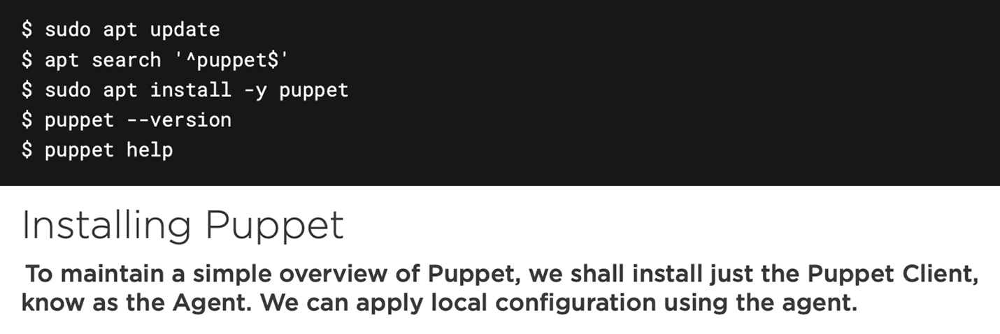 $ sudo apt update
$ apt search '^puppet$'
$ sudo apt install -y puppet
$ puppet --version
$ puppet help
Installing Puppet
To maintain a simple overview of Puppet, we shall install just the Puppet Client,
know as the Agent. We can apply local configuration using the agent.